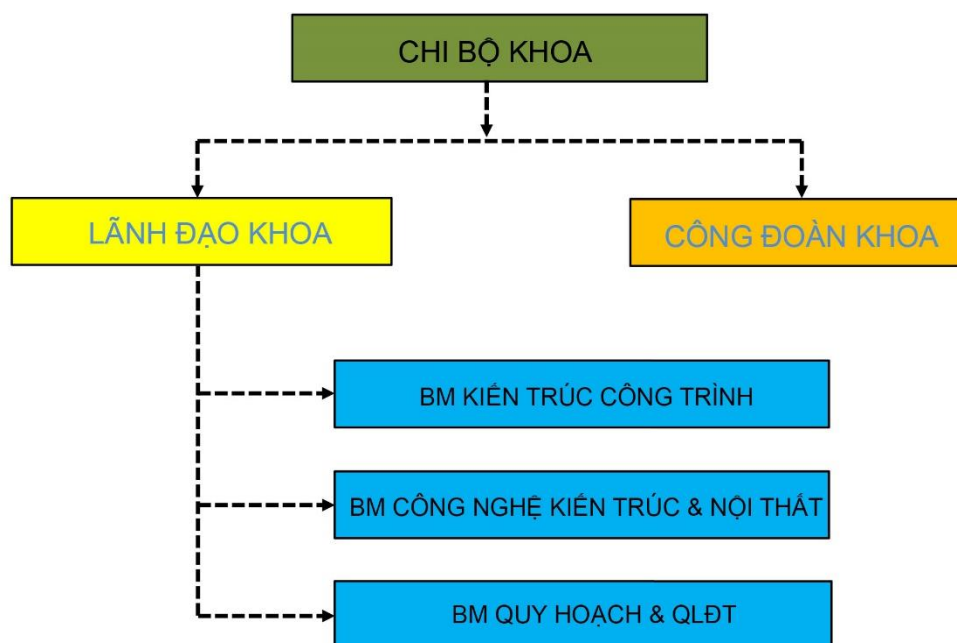 CHI BỘ KHOA
LÃNH ĐẠO KHOA
CÔNG ĐOÀN KHOA
BM KIẾN TRÚC CÔNG TRÌNH
BM CÔNG NGHỆ KIẾN TRÚC & NỘI THẤT
BM QUY HOẠCH & QLĐT